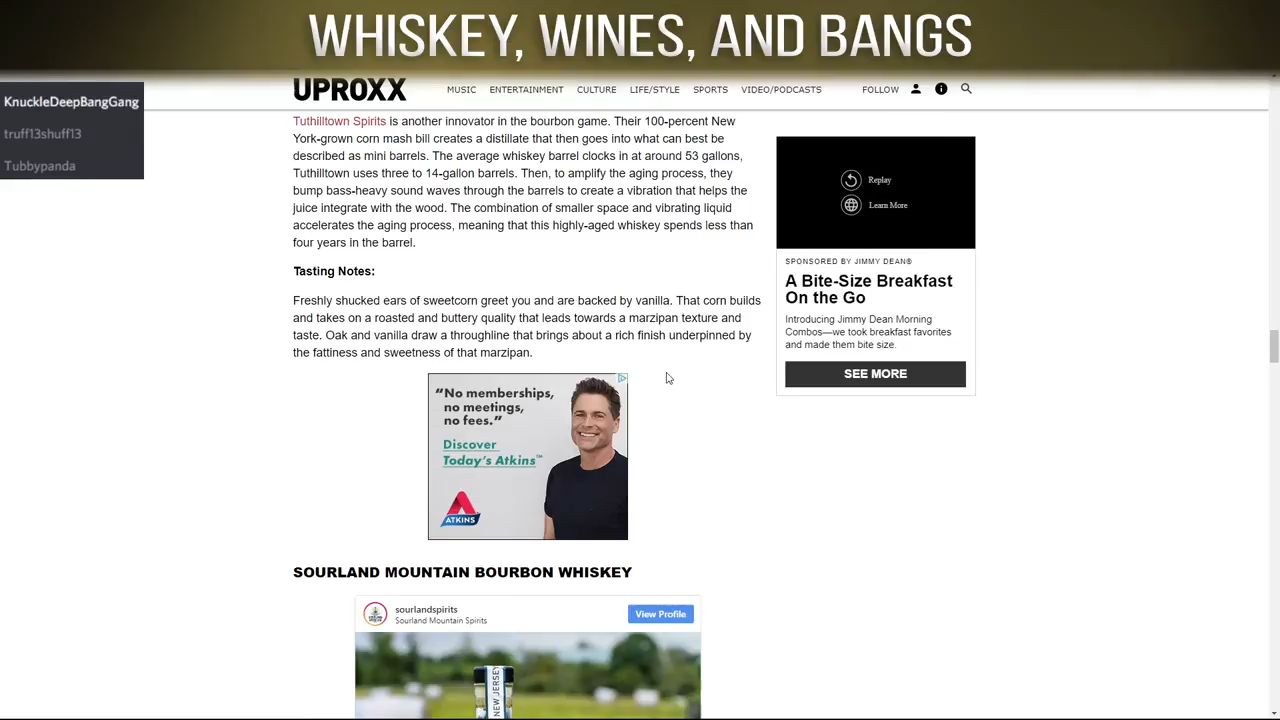 WHISKEY, WINES, AND BANGS
KnuckleDeepBangGang
truff13shuff13
Tubbypanda
UPROXX
MUSIC ENTERTAINMENT CULTURE LIFE/STYLE SPORTS VIDEO/PODCASTS FOLLOW
Tuthilltown Spirits is another innovator in the bourbon game. Their 100-percent New
York-grown corn mash bill creates a distillate that then goes into what can best be
described as mini barrels. The average whiskey barrel clocks in at around 53 gallons,
Tuthilltown uses three to 14-gallon barrels. Then, to amplify the aging process, they
bump bass-heavy sound waves through the barrels to create a vibration that helps the
juice integrate with the wood. The combination of smaller space and vibrating liquid
accelerates the aging process, meaning that this highly-aged whiskey spends less than
four years in the barrel.
Tasting Notes:
Freshly shucked ears of sweetcorn greet you and are backed by vanilla. That corn builds
and takes on a roasted and buttery quality that leads towards a marzipan texture and
taste. Oak and vanilla draw a throughline that brings about a rich finish underpinned by
the fattiness and sweetness of that marzipan.
"No memberships,
no meetings,
no fees."
Discover
Today's Atkins™
ATKINS
SOURLAND MOUNTAIN BOURBON WHISKEY
sourlandspirits
Sourland Mountain Spirits
View Profile
NEW JERSEY
Replay
Learn More
SPONSORED BY JIMMY DEAN®
A Bite-Size Breakfast
On the Go
Introducing Jimmy Dean Morning
Combos—we took breakfast favorites
and made them bite size.
SEE MORE